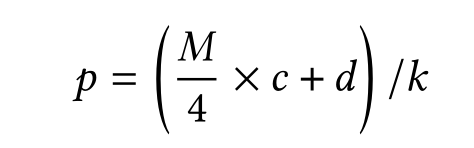 p = (M/4 × c + d) /k